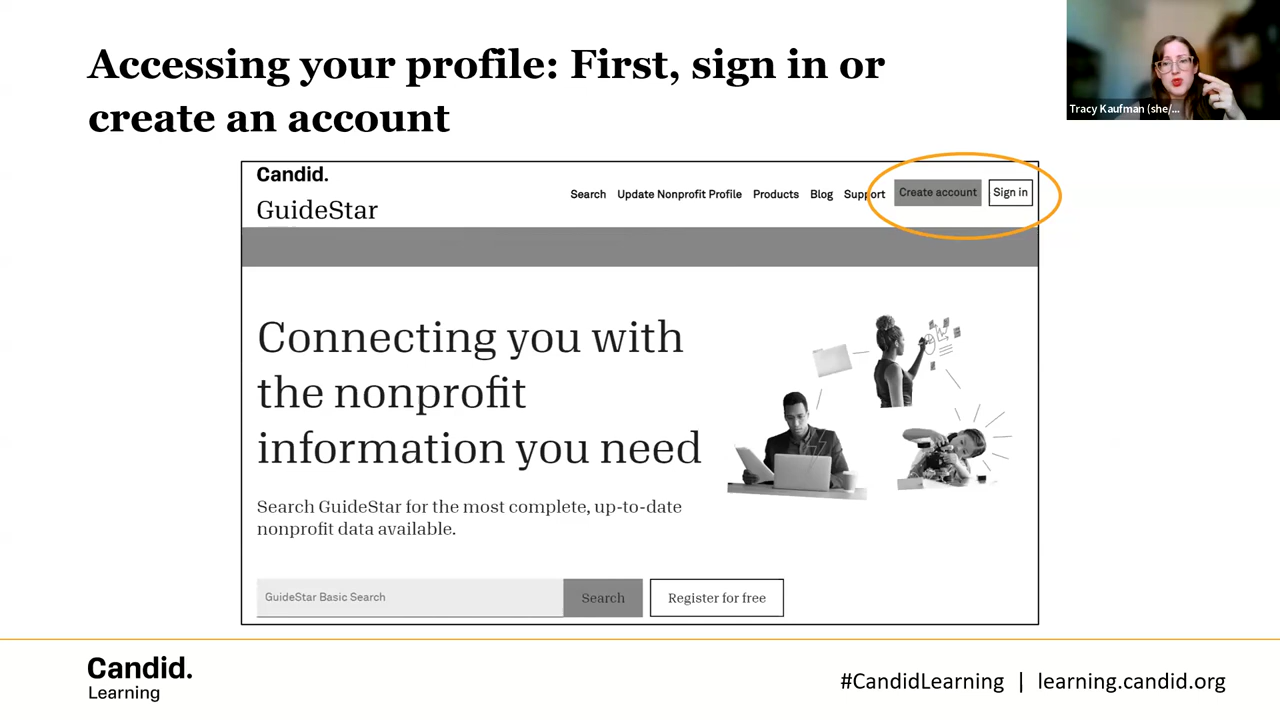 Accessing your profile: First, sign in or
create an account
Tracy Kaufman (she/...
Candid.
GuideStar
Search Update Nonprofit Profile Products Blog Support Create account Sign in
Connecting you with
the nonprofit
information you need
Search GuideStar for the most complete, up-to-date
nonprofit data available.
GuideStar Basic Search Search Register for free
Candid.
Learning
#CandidLearning | learning.candid.org